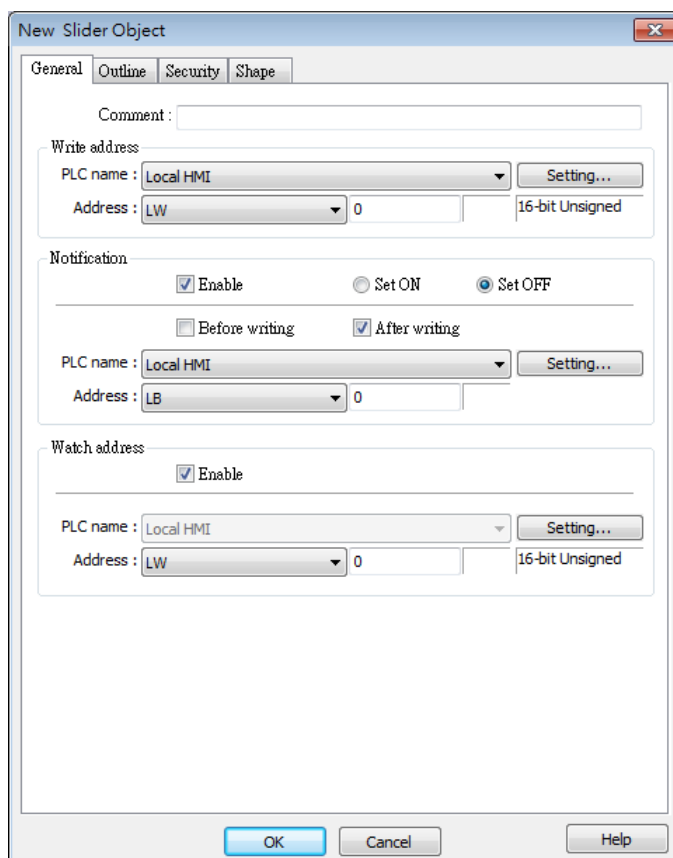 New Slider Object
General Outline Security Shape
Comment :
Write address
PLC name : Local HMI Setting...
Address : LW 0 16-bit Unsigned
Notification
Enable Set ON Set OFF
Before writing After writing
PLC name : Local HMI Setting...
Address : LB 0
Watch address
Enable
PLC name : Local HMI Setting...
Address : LW 0 16-bit Unsigned
OK Cancel Help